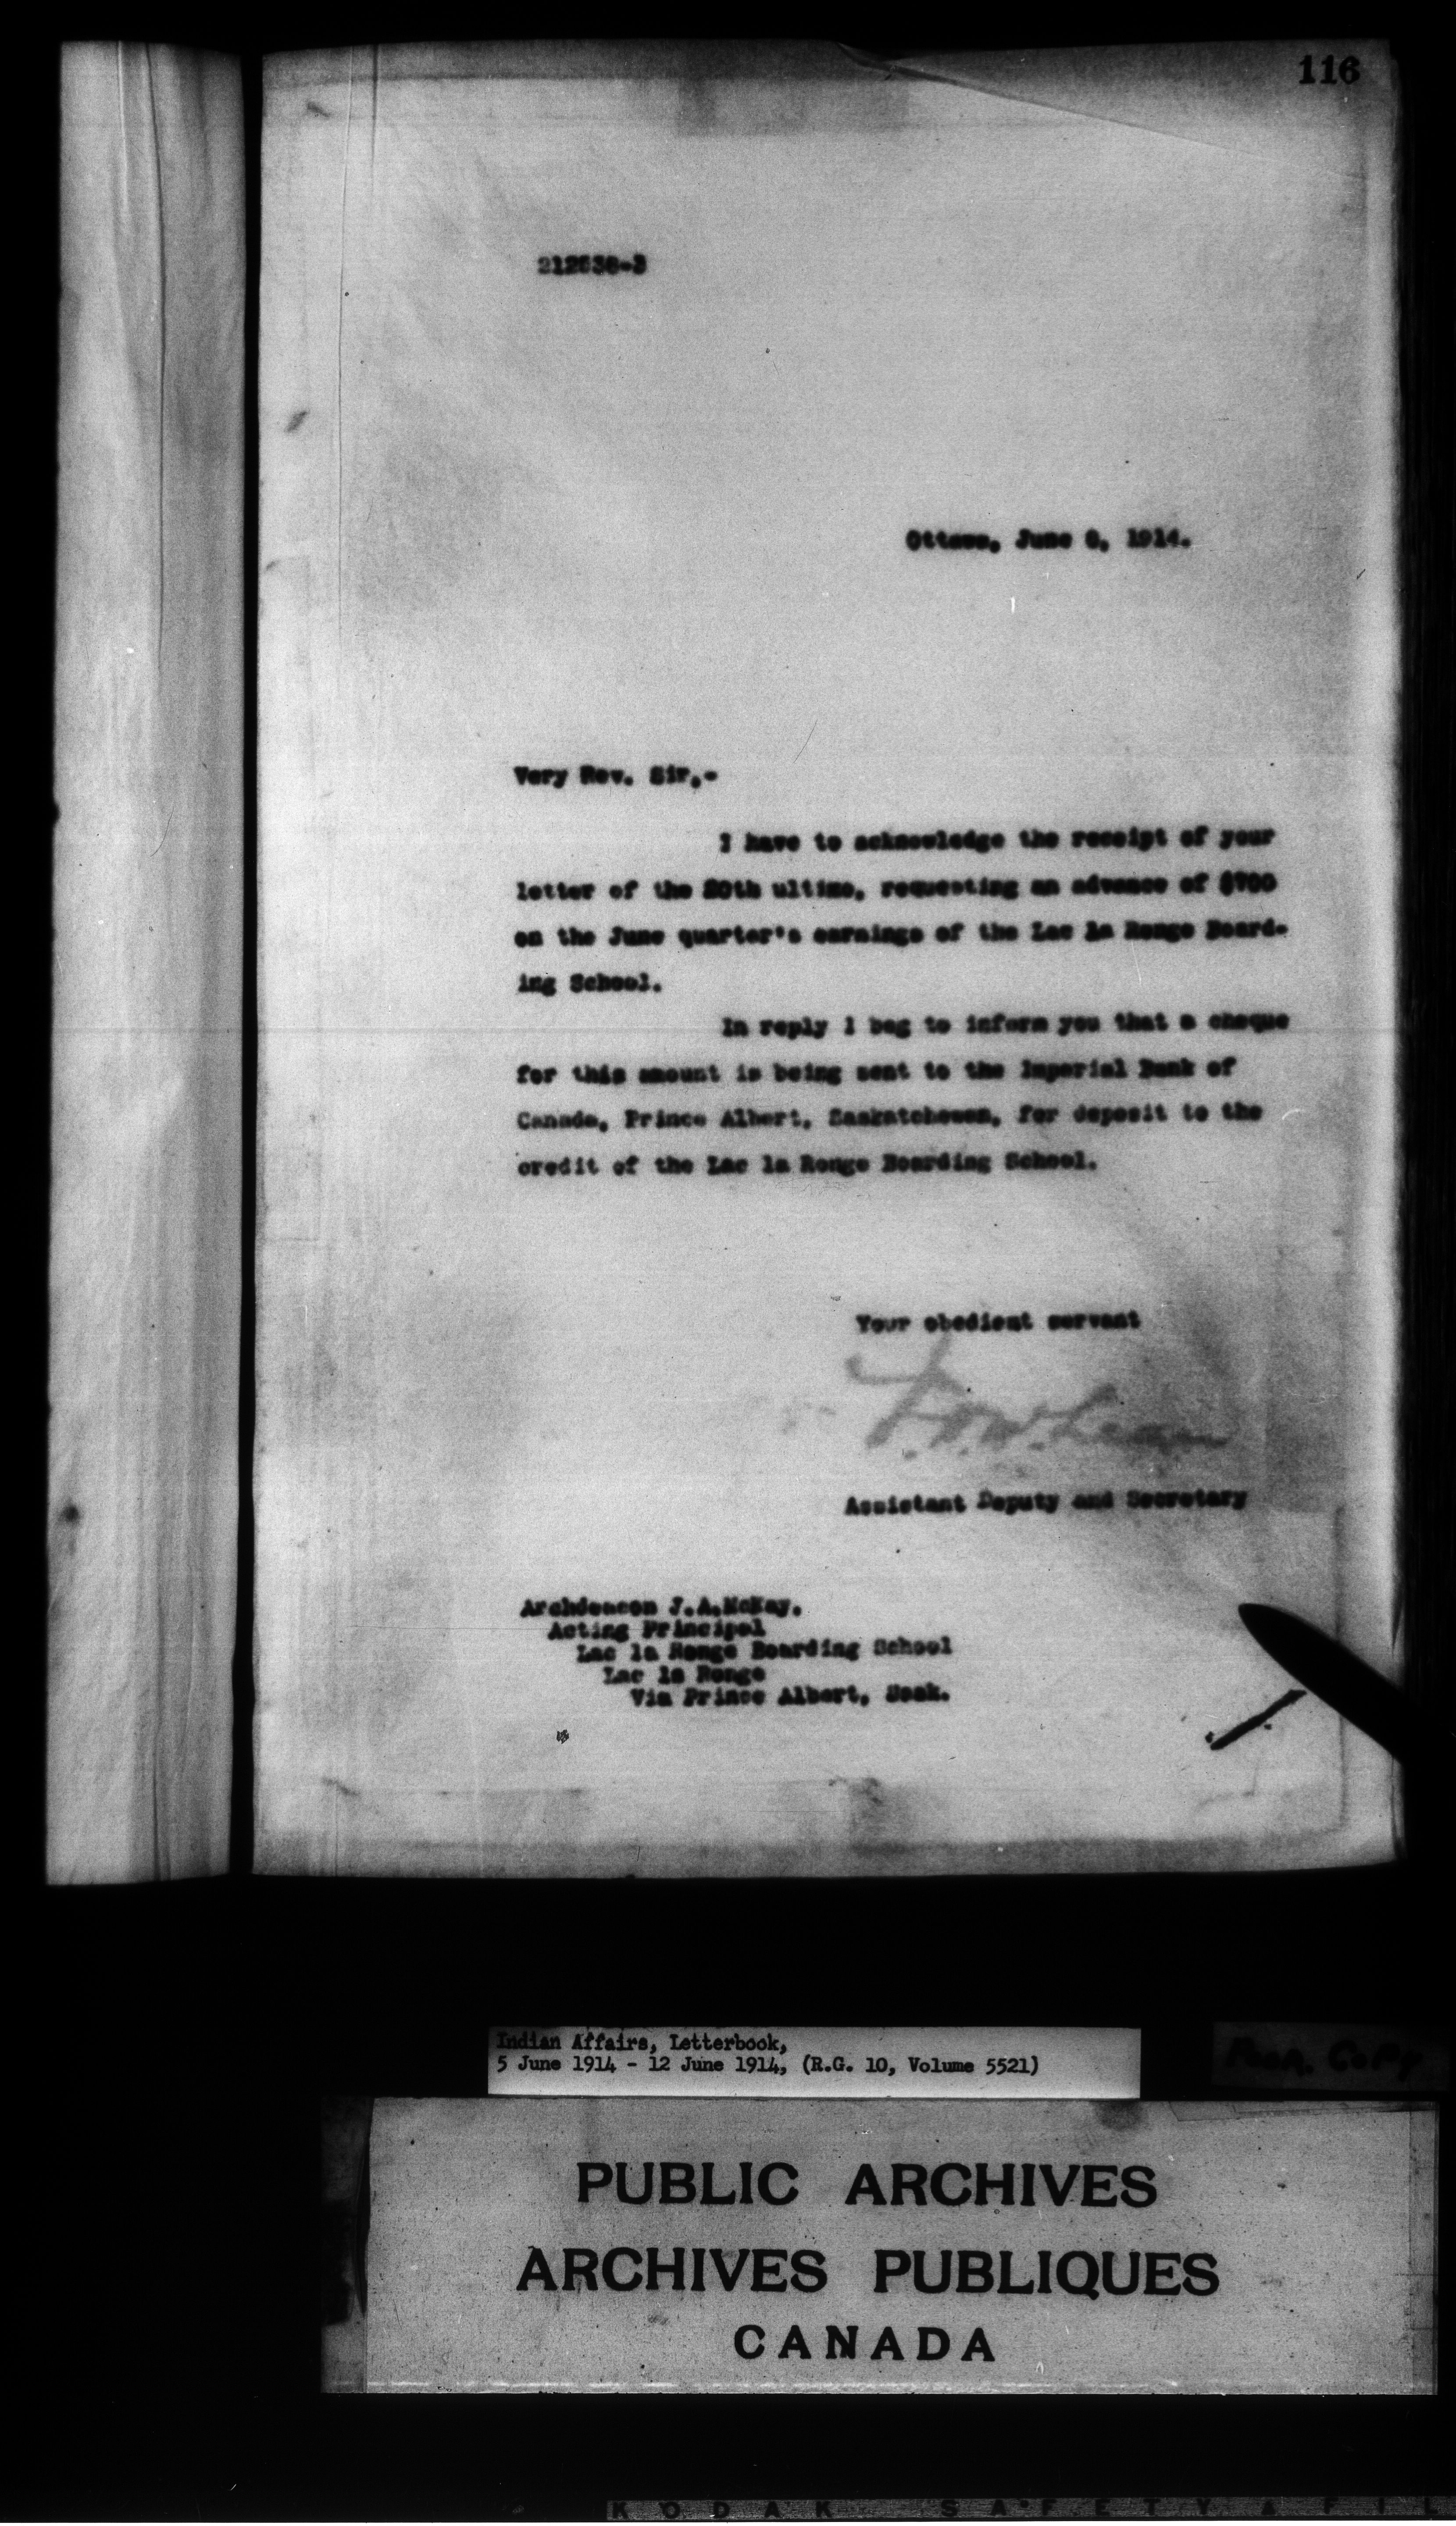 116
Ottawa, June 6, 1914.
Very Rev. Sir,-
I have to acknowledge the receipt of your
letter of the 20th ultimo, requesting an advance of $700
on the June quarter's earnings of the Lac la Ronge Board-
ing School.
In reply I beg to inform you that a cheque
for this amount is being sent to the Imperial Bank of
Canada, Prince Albert, Saskatchewan, for deposit to the
credit of the Lac la Ronge Boarding School.
Your obedient servant
Assistant Deputy and Secretary
Archdeacon J.A.McKay.
Acting Principal
Lac la Ronge Boarding School
Lac la Ronge
Via Prince Albert, Sask.
Indian Affairs, Letterbook,
5 June 1914 - 12 June 1914, (R.G. 10, Volume 5521)
Poor Copy
PUBLIC ARCHIVES
ARCHIVES PUBLIQUES
CANADA
KODAK SAFETY FIL